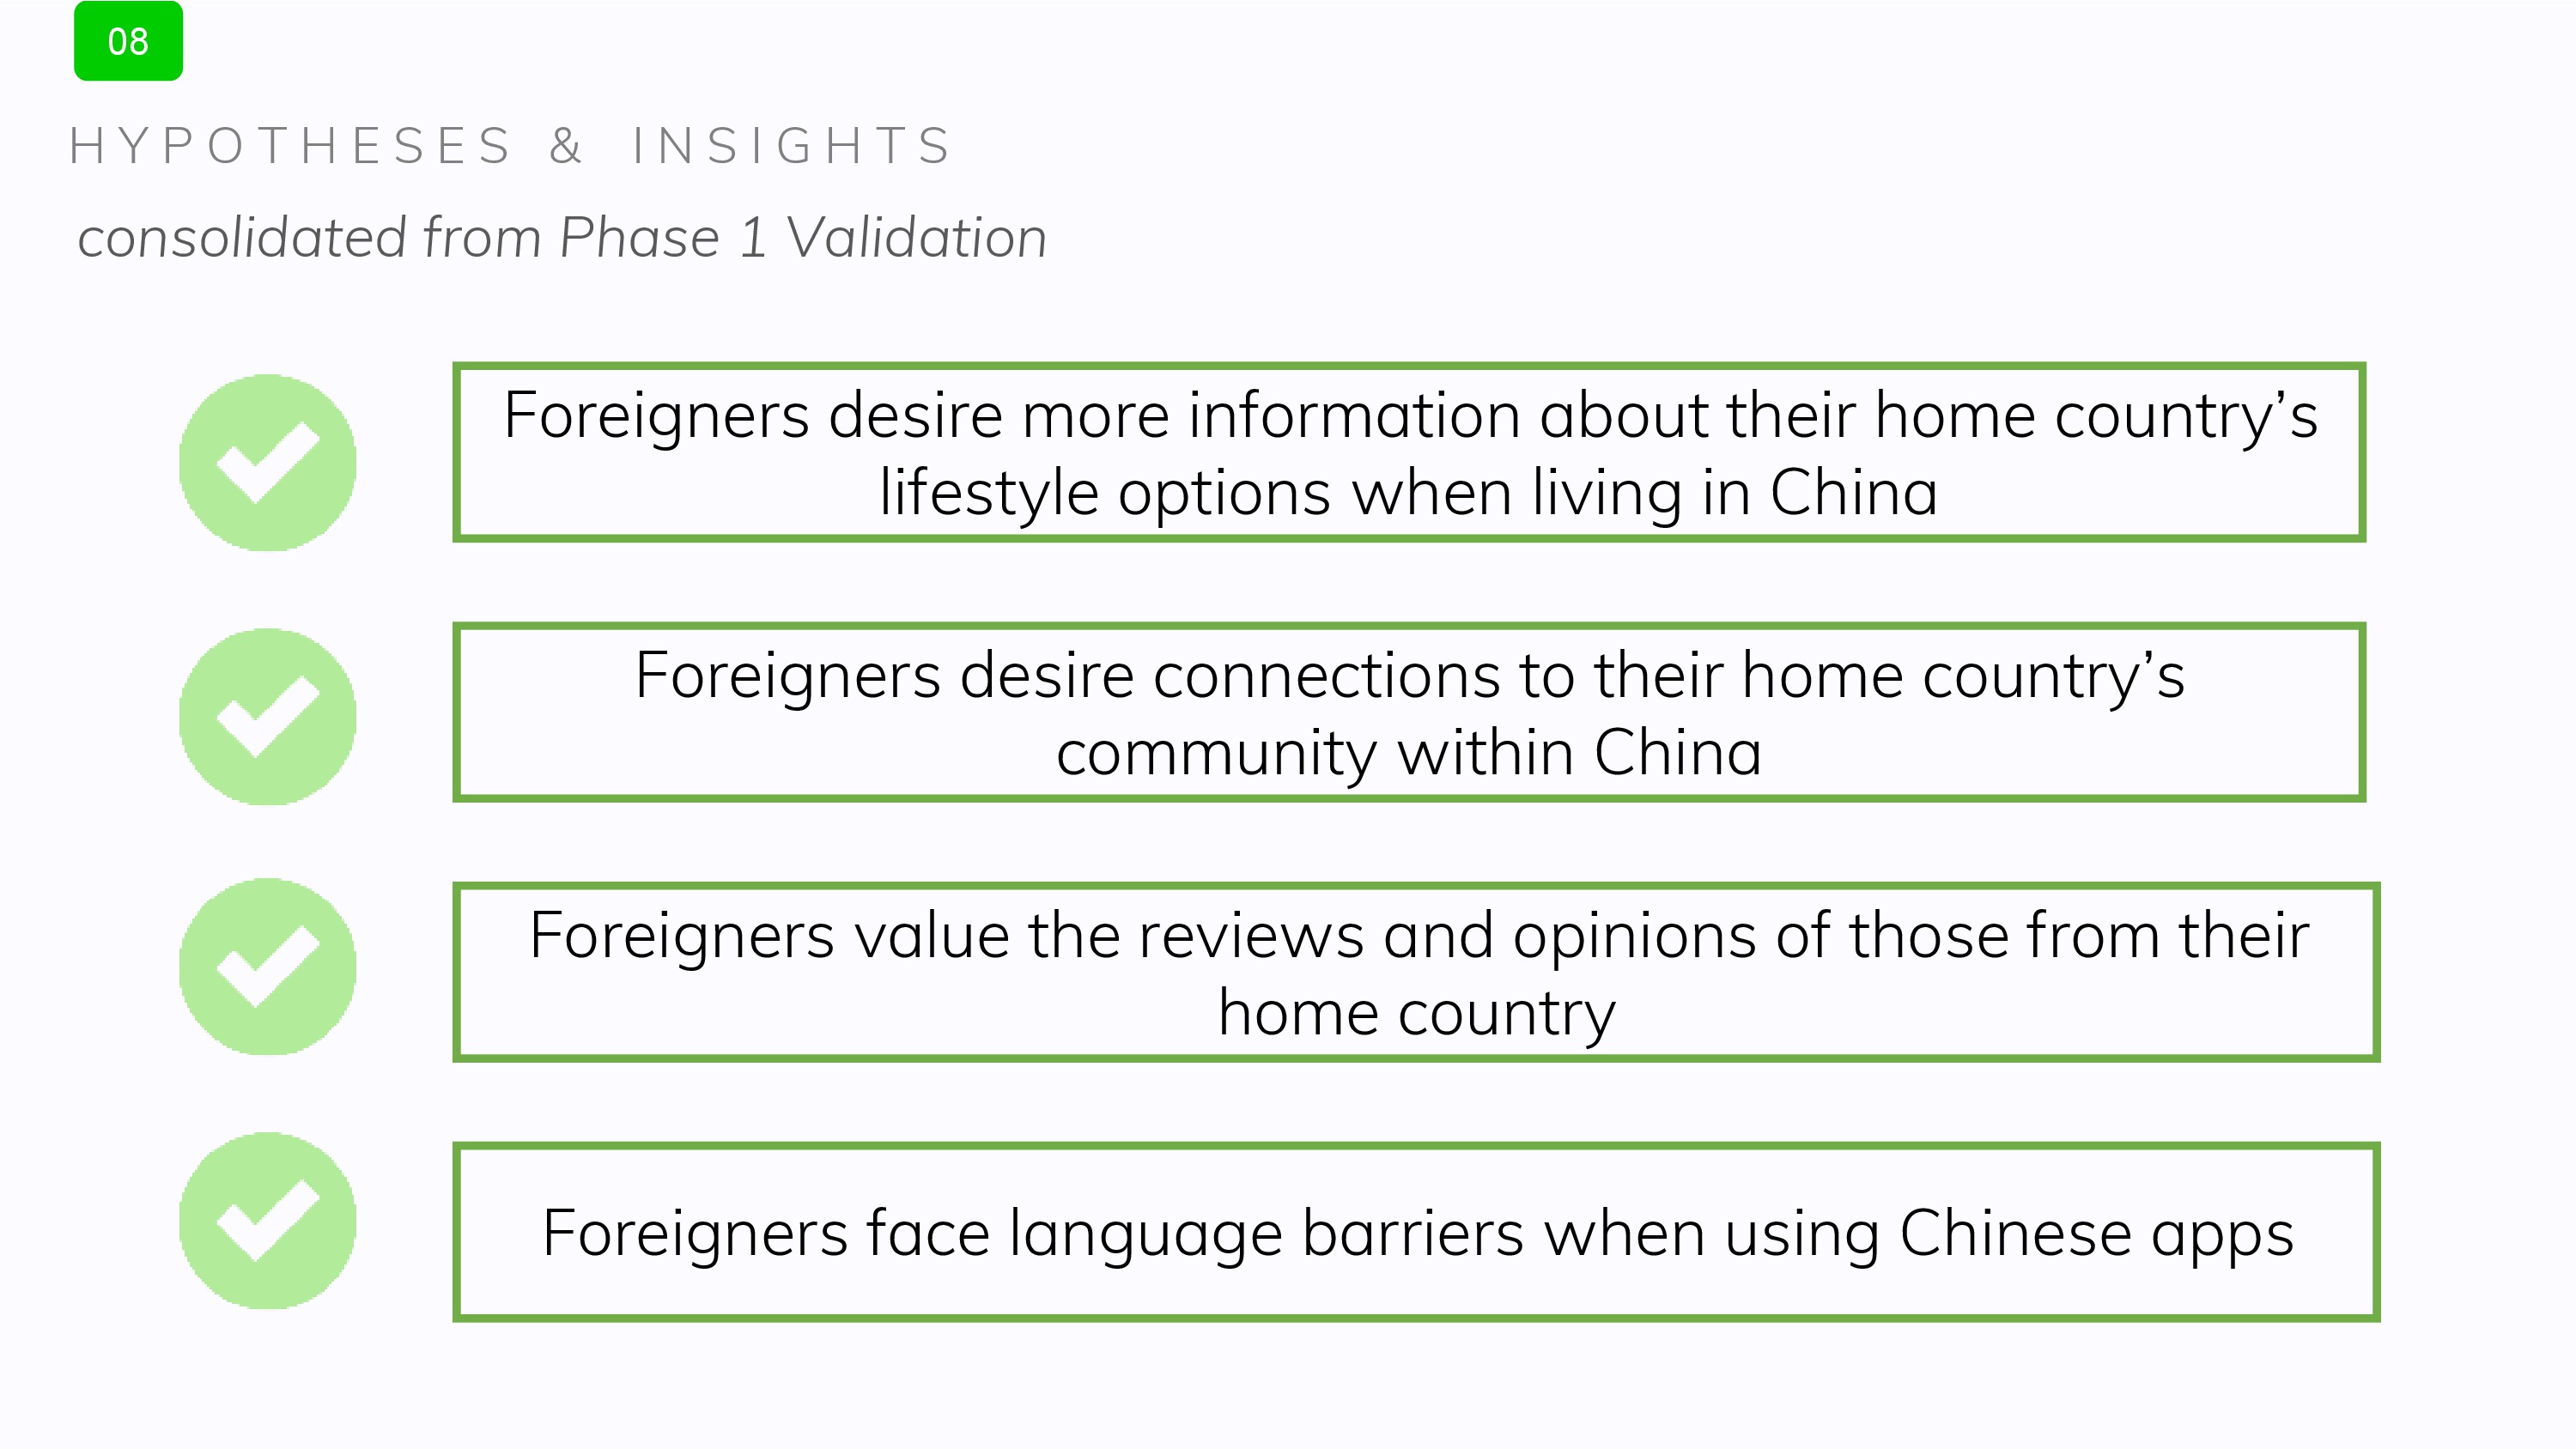 08
HYPOTHESES & INSIGHTS
consolidated from Phase 1 Validation
Foreigners desire more information about their home country’s
lifestyle options when living in China
Foreigners desire connections to their home country’s
community within China
Foreigners value the reviews and opinions of those from their
home country
Foreigners face language barriers when using Chinese apps